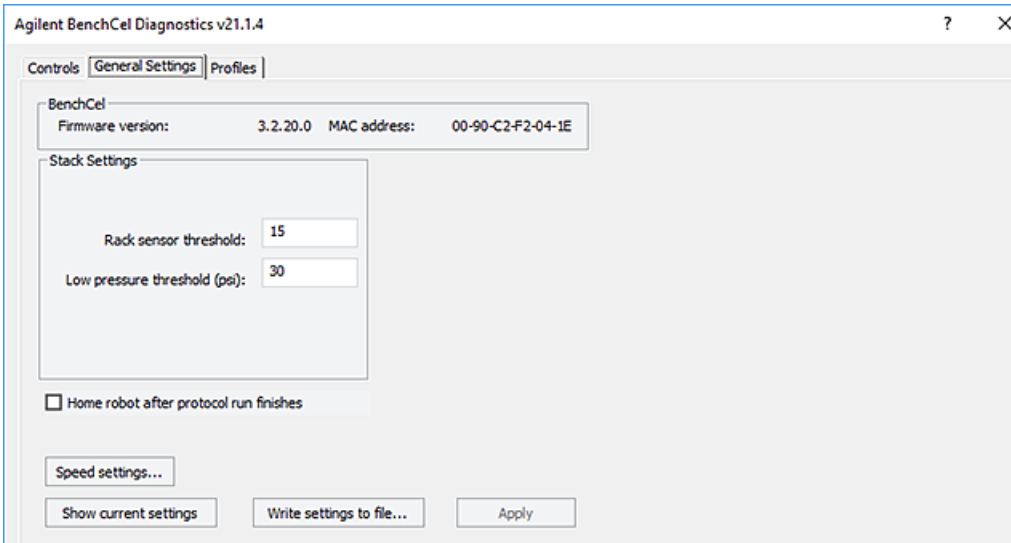 Agilent BenchCel Diagnostics v21.1.4 ?
Controls General Settings Profiles
BenchCel
Firmware version: 3.2.20.0 MAC address: 00-90-C2-F2-04-1E
Stack Settings
Rack sensor threshold: 15
Low pressure threshold (psi): 30
Home robot after protocol run finishes
Speed settings...
Show current settings Write settings to file... Apply